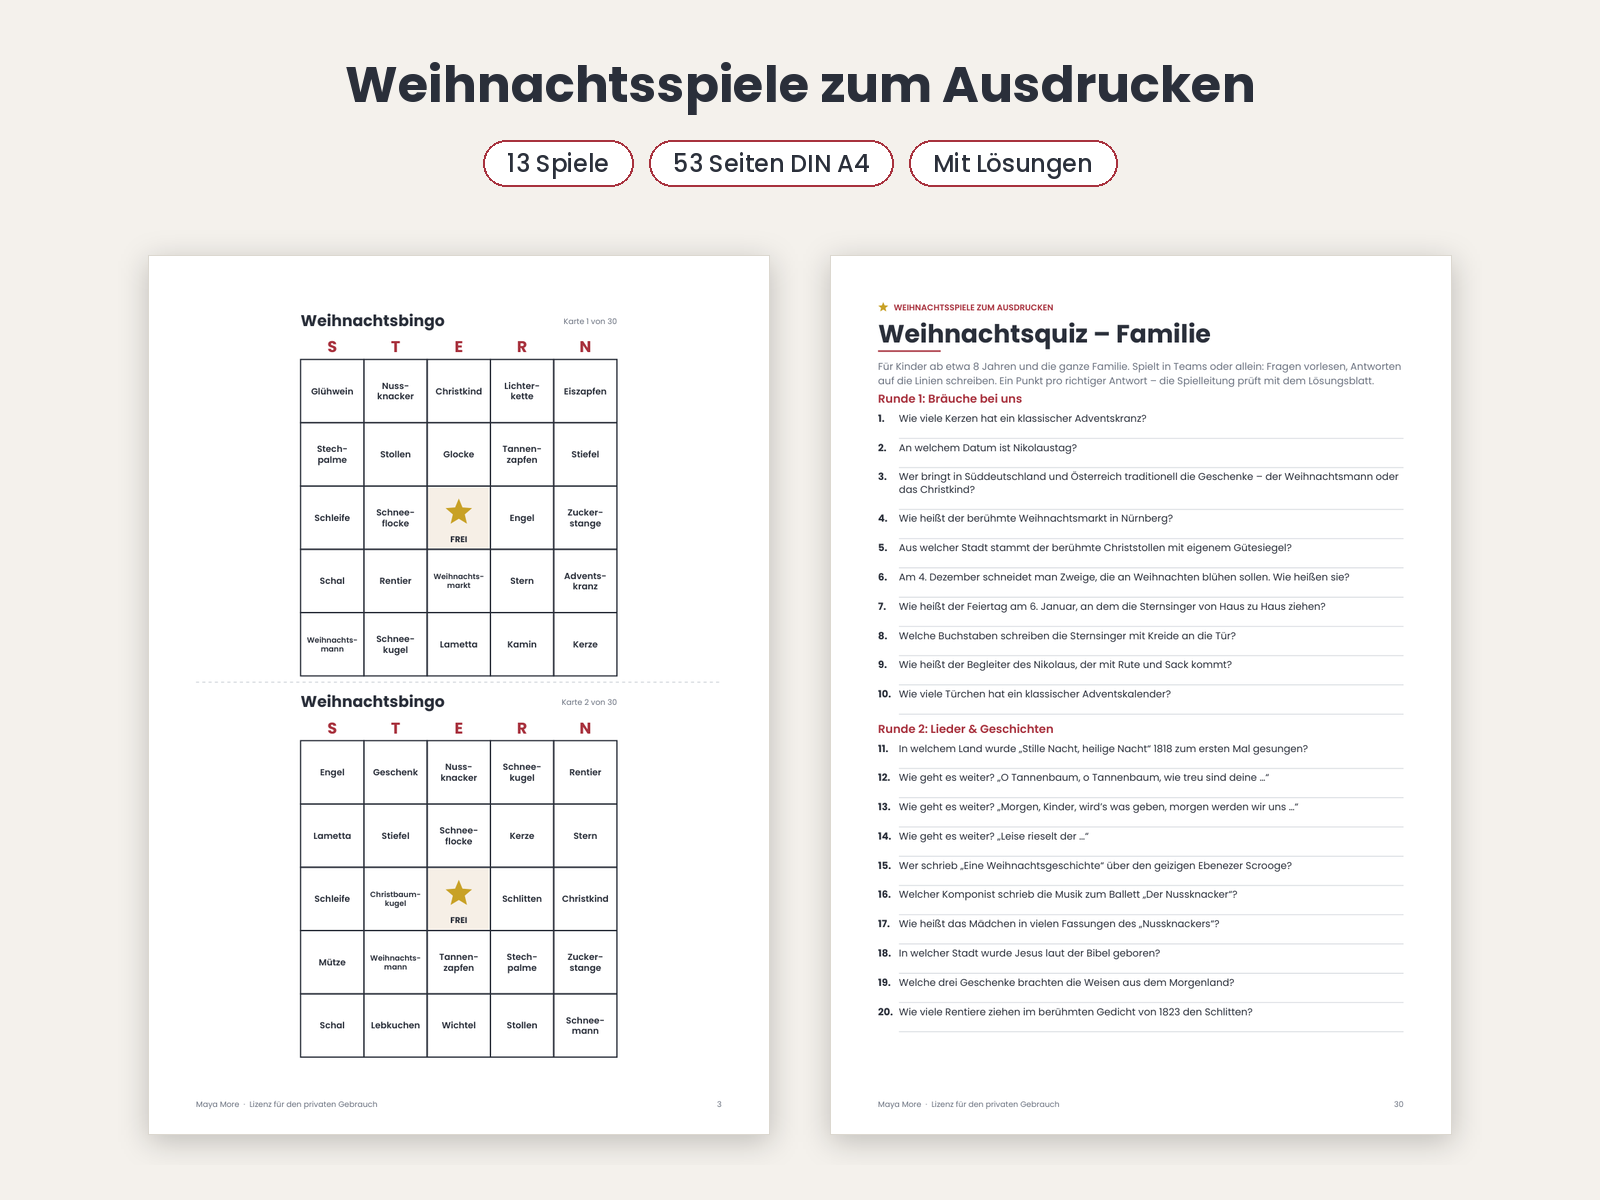 Weihnachtsspiele zum Ausdrucken
13 Spiele
53 Seiten DIN A4
Mit Lösungen
Weihnachtsbingo
Karte 1 von 30
S T E R N
Glühwein
Nuss-
knacker
Christkind
Lichter-
kette
Eiszapfen
Stech-
palme
Stollen
Glocke
Tannen-
zapfen
Stiefel
Schleife
Schnee-
flocke
FREI
Engel
Zucker-
stange
Schal
Rentier
Weihnachts-
markt
Stern
Advents-
kranz
Weihnachts-
mann
Schnee-
kugel
Lametta
Kamin
Kerze
Weihnachtsbingo
Karte 2 von 30
S T E R N
Engel
Geschenk
Nuss-
knacker
Schnee-
kugel
Rentier
Lametta
Stiefel
Schnee-
flocke
Kerze
Stern
Schleife
Christbaum-
kugel
FREI
Schlitten
Christkind
Mütze
Weihnachts-
mann
Tannen-
zapfen
Stech-
palme
Zucker-
stange
Schal
Lebkuchen
Wichtel
Stollen
Schnee-
mann
Maya More · Lizenz für den privaten Gebrauch
3
WEIHNACHTSSPIELE ZUM AUSDRUCKEN
Weihnachtsquiz – Familie
Für Kinder ab etwa 8 Jahren und die ganze Familie. Spielt in Teams oder allein: Fragen vorlesen, Antworten
auf die Linien schreiben. Ein Punkt pro richtiger Antwort – die Spielleitung prüft mit dem Lösungsblatt.
Runde 1: Bräuche bei uns
1. Wie viele Kerzen hat ein klassischer Adventskranz?
2. An welchem Datum ist Nikolaustag?
3. Wer bringt in Süddeutschland und Österreich traditionell die Geschenke – der Weihnachtsmann oder
das Christkind?
4. Wie heißt der berühmte Weihnachtsmarkt in Nürnberg?
5. Aus welcher Stadt stammt der berühmte Christstollen mit eigenem Gütesiegel?
6. Am 4. Dezember schneidet man Zweige, die an Weihnachten blühen sollen. Wie heißen sie?
7. Wie heißt der Feiertag am 6. Januar, an dem die Sternsinger von Haus zu Haus ziehen?
8. Welche Buchstaben schreiben die Sternsinger mit Kreide an die Tür?
9. Wie heißt der Begleiter des Nikolaus, der mit Rute und Sack kommt?
10. Wie viele Türchen hat ein klassischer Adventskalender?
Runde 2: Lieder & Geschichten
11. In welchem Land wurde „Stille Nacht, heilige Nacht“ 1818 zum ersten Mal gesungen?
12. Wie geht es weiter? „O Tannenbaum, o Tannenbaum, wie treu sind deine …“
13. Wie geht es weiter? „Morgen, Kinder, wird’s was geben, morgen werden wir uns …“
14. Wie geht es weiter? „Leise rieselt der …“
15. Wer schrieb „Eine Weihnachtsgeschichte“ über den geizigen Ebenezer Scrooge?
16. Welcher Komponist schrieb die Musik zum Ballett „Der Nussknacker“?
17. Wie heißt das Mädchen in vielen Fassungen des „Nussknackers“?
18. In welcher Stadt wurde Jesus laut der Bibel geboren?
19. Welche drei Geschenke brachten die Weisen aus dem Morgenland?
20. Wie viele Rentiere ziehen im berühmten Gedicht von 1823 den Schlitten?
Maya More · Lizenz für den privaten Gebrauch
30